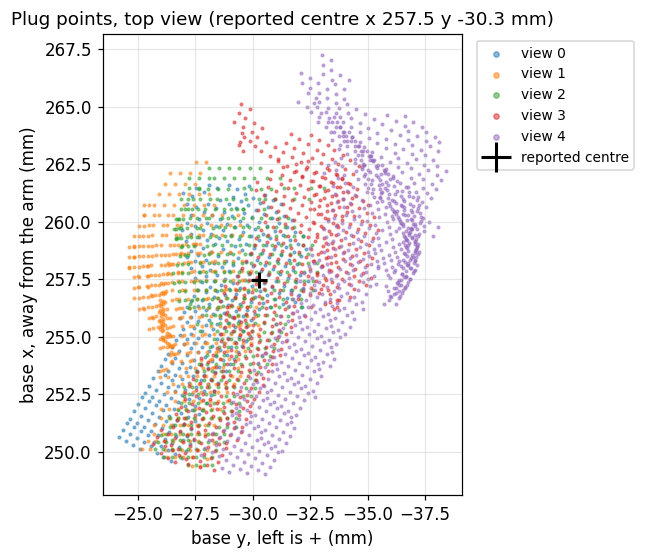 Plug points, top view (reported centre x 257.5 y -30.3 mm)
267.5
265.0
262.5
260.0
257.5
255.0
252.5
250.0
base x, away from the arm (mm)
−25.0 −27.5 −30.0 −32.5 −35.0 −37.5
base y, left is + (mm)
view 0
view 1
view 2
view 3
view 4
reported centre